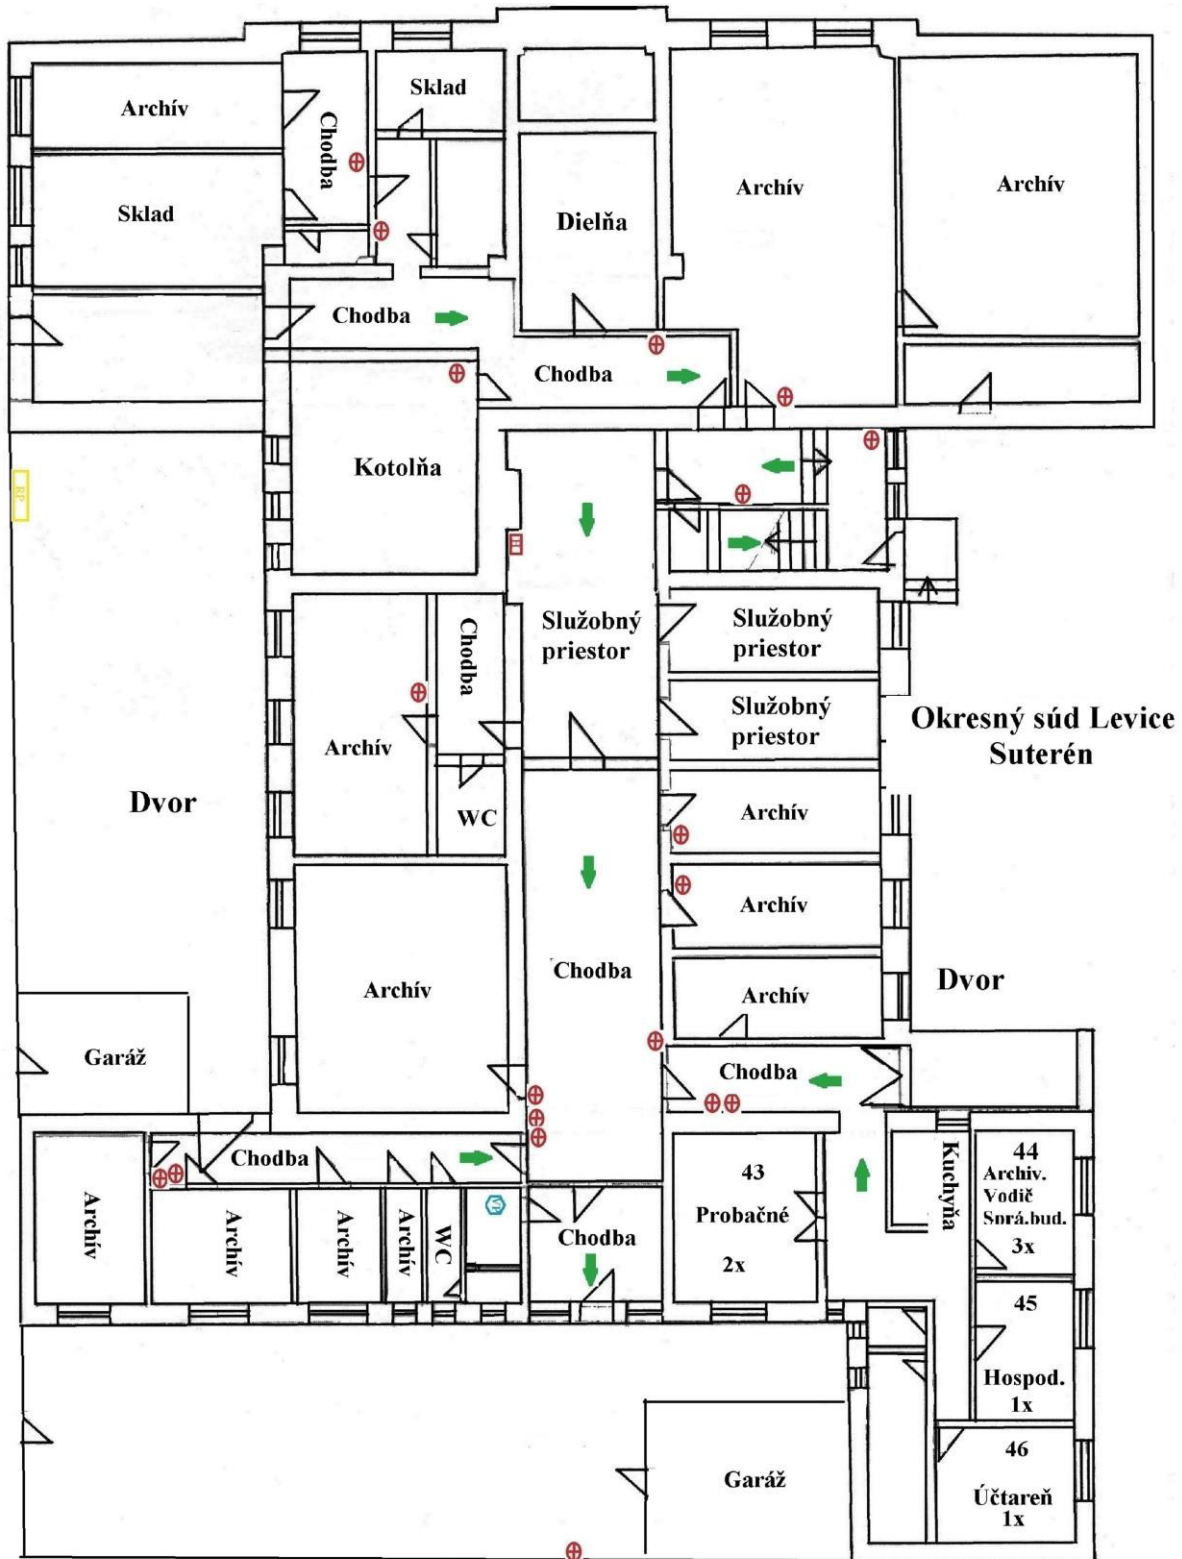 Archív
Chodba
Sklad
Sklad
Dielňa
Archív
Archív
Chodba
Chodba
Kotolňa
RP
Služobný
priestor
Chodba
Archív
WC
Služobný
priestor
Služobný
priestor
Okresný súd Levice
Suterén
Dvor
Archív
Archív
Archív
Chodba
Archív
Dvor
Garáž
Chodba
Chodba
Archív
Archív
Archív
Archív
WC
Chodba
43
Probačné
2x
Kuchyňa
44
Archiv.
Vodič
Sprá.bud.
3x
45
Hospod.
1x
46
Účtareň
1x
Garáž